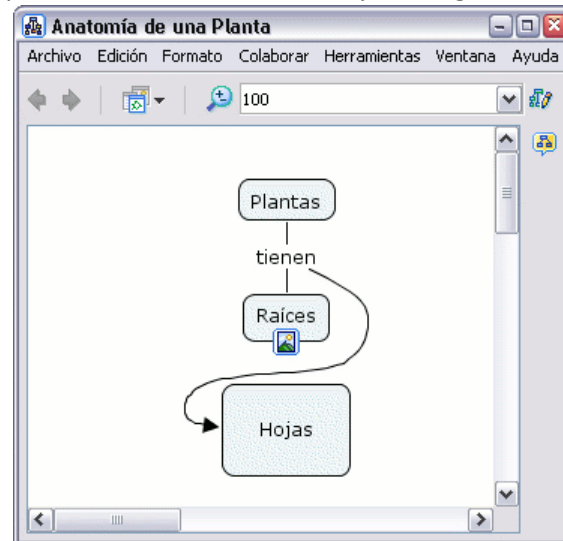 Anatomía de una Planta
Archivo Edición Formato Colaborar Herramientas Ventana Ayuda
100
Plantas
tienen
Raíces
Hojas